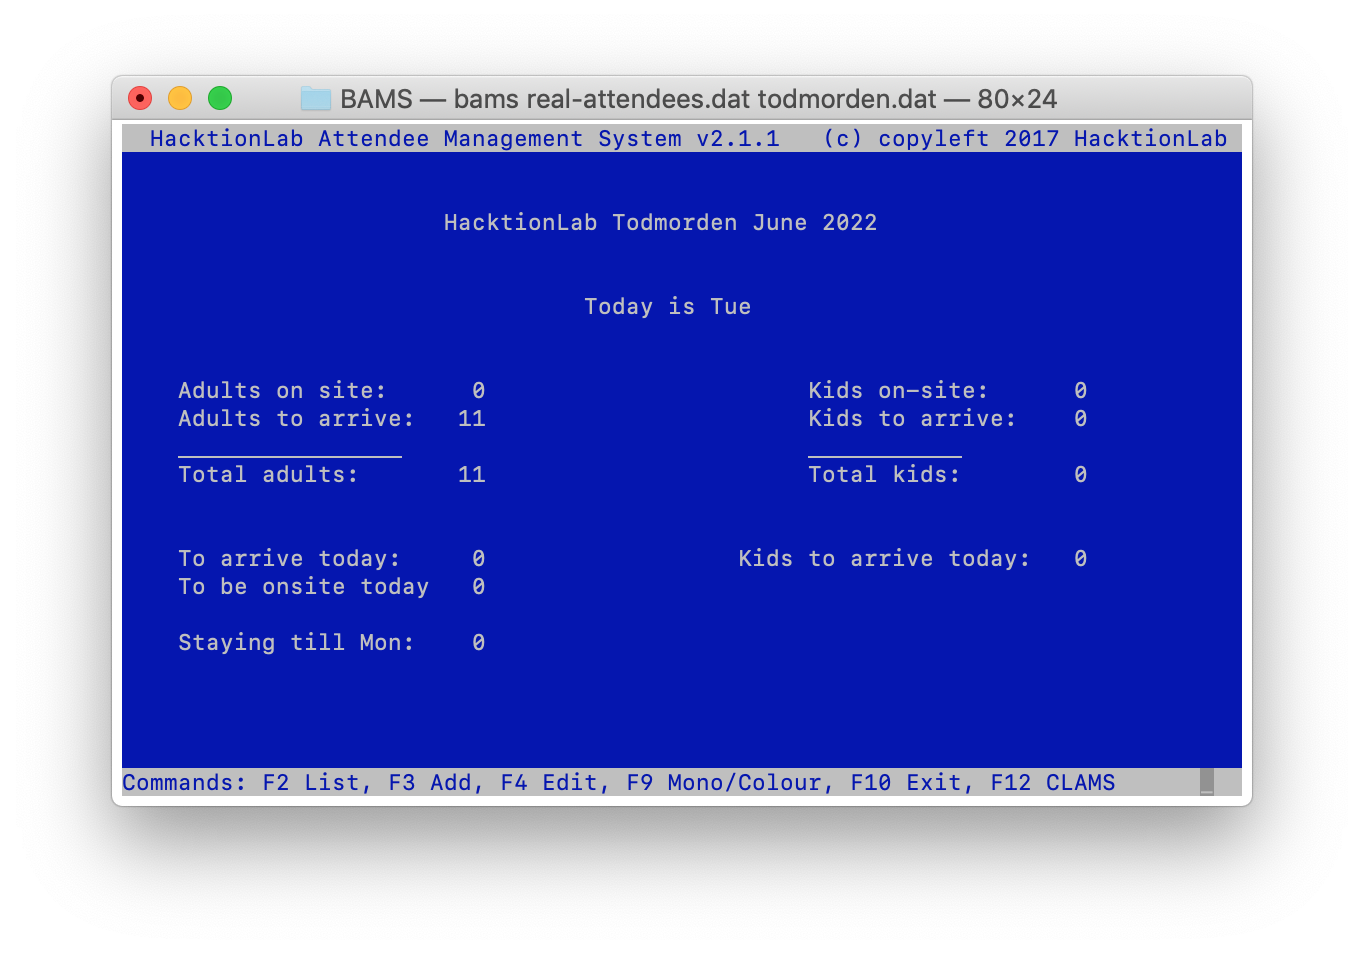 BAMS — bams real-attendees.dat todmorden.dat — 80×24
HacktionLab Attendee Management System v2.1.1   (c) copyleft 2017 HacktionLab
HacktionLab Todmorden June 2022
Today is Tue
Adults on site: 0   Kids on-site: 0
Adults to arrive: 11   Kids to arrive: 0
Total adults: 11   Total kids: 0
To arrive today: 0   Kids to arrive today: 0
To be onsite today 0
Staying till Mon: 0
Commands: F2 List, F3 Add, F4 Edit, F9 Mono/Colour, F10 Exit, F12 CLAMS